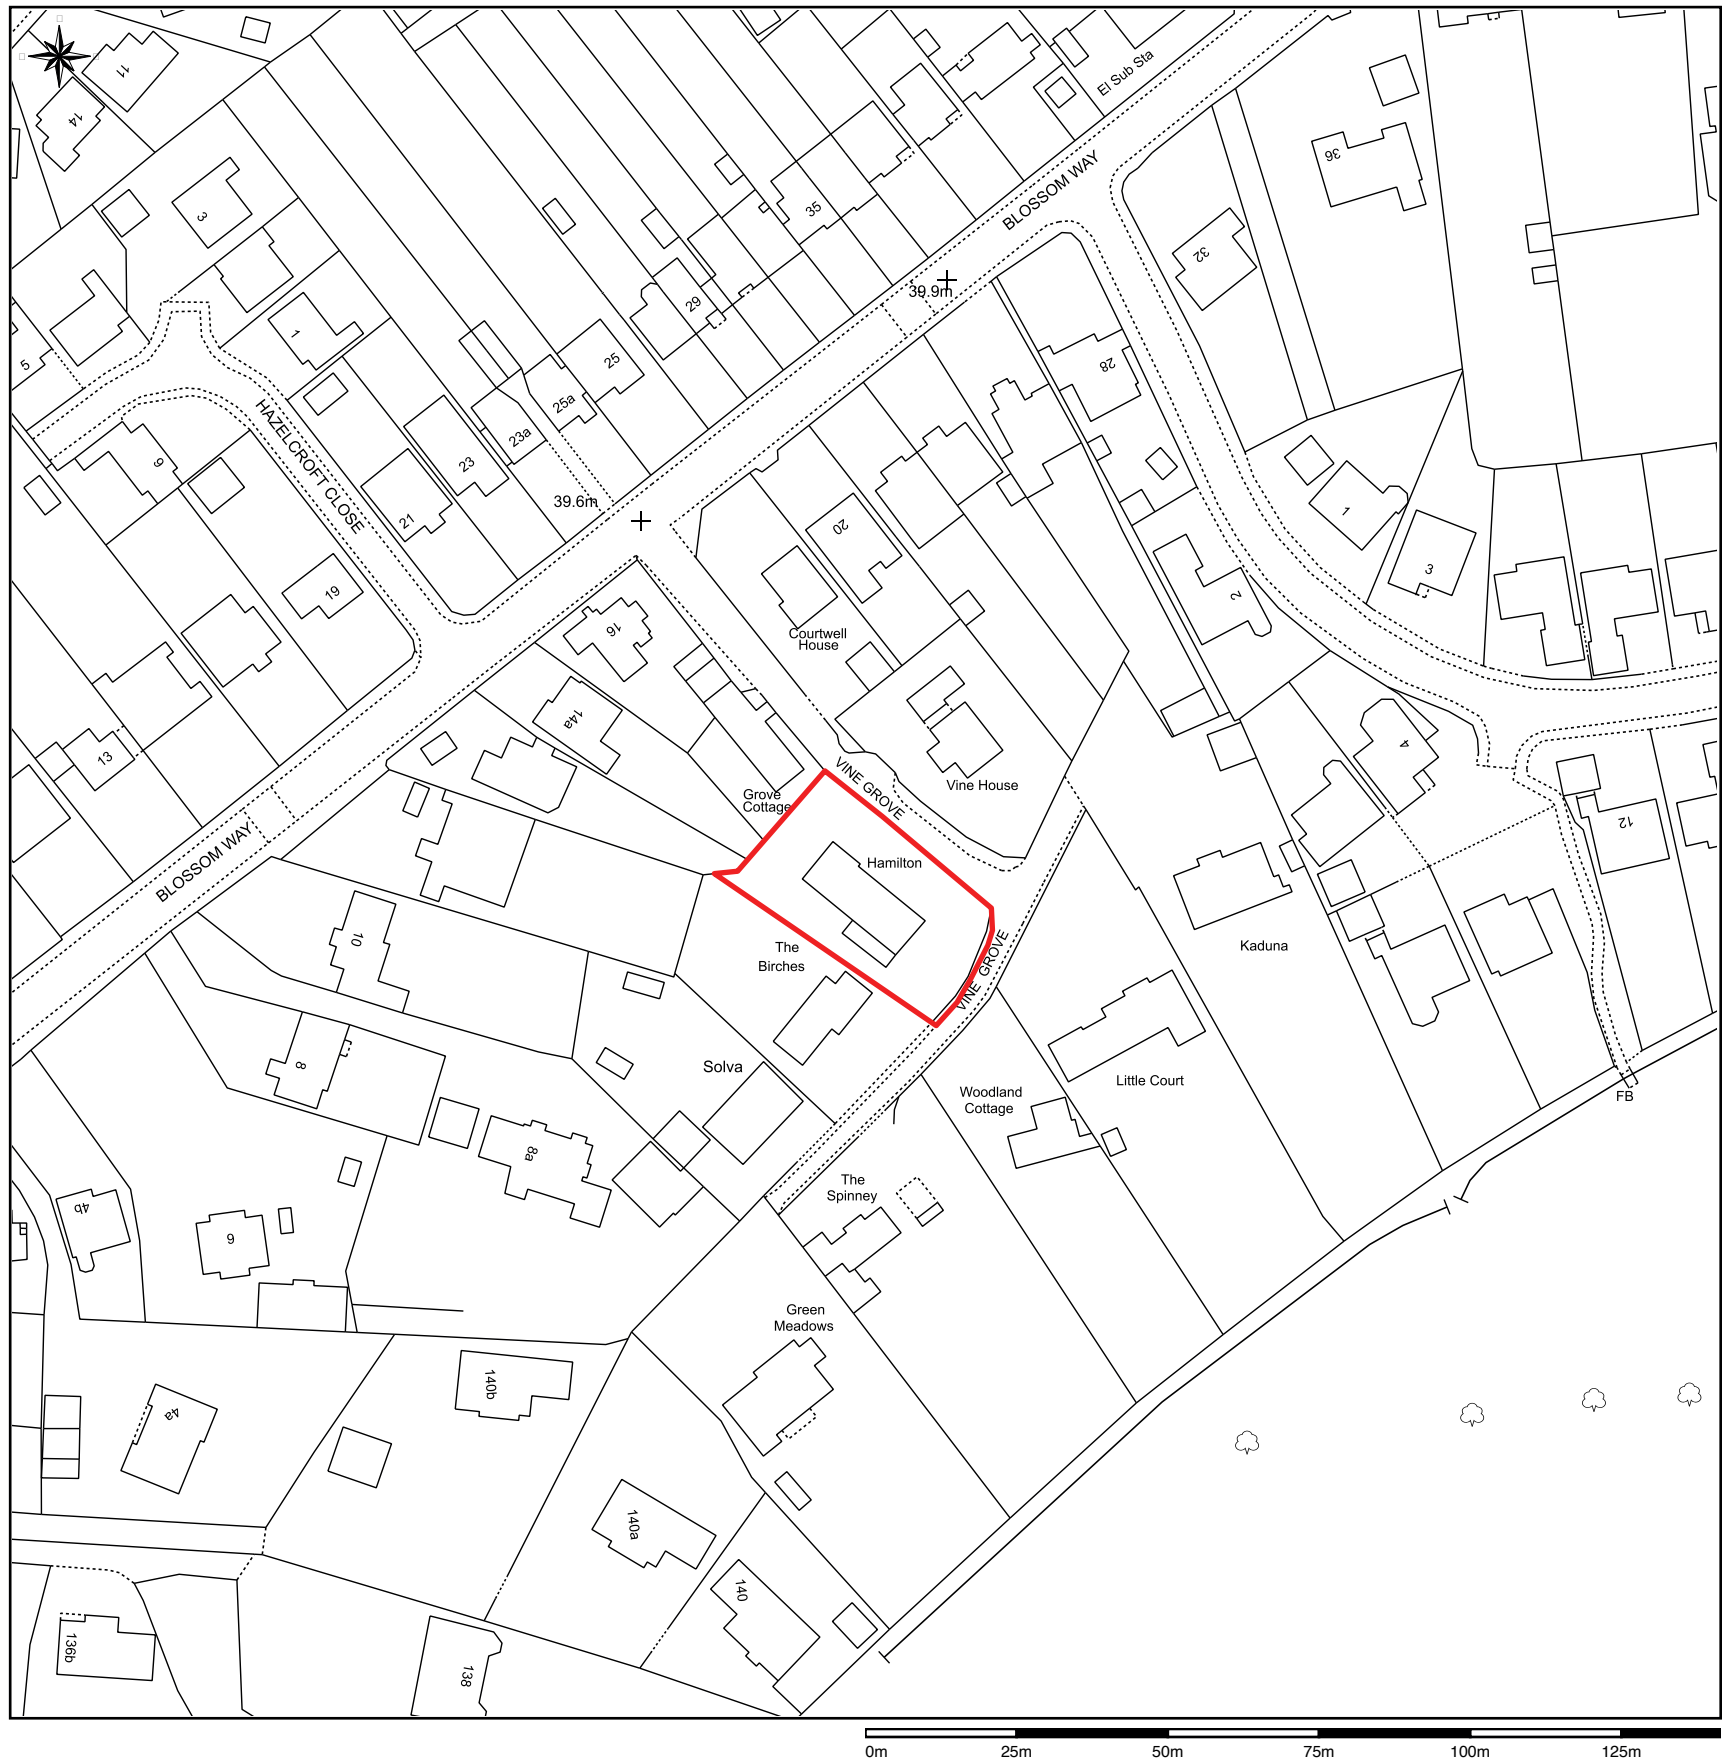 11
14
El Sub Sta
BLOSSOM WAY
36
3
35
32
39.9m
29
1
5
25
28
25a
23a
HAZELCROFT CLOSE
9
23
39.6m
21
20
1
3
19
2
16
Courtwell
House
14a
4
13
VINE GROVE
Vine House
Grove
Cottage
12
BLOSSOM WAY
Hamilton
10
The
Birches
Kaduna
VINE GROVE
8
Solva
Little Court
Woodland
Cottage
FB
8a
The
Spinney
4b
6
Green
Meadows
140b
4a
140a
140
136b
138
0m 25m 50m 75m 100m 125m